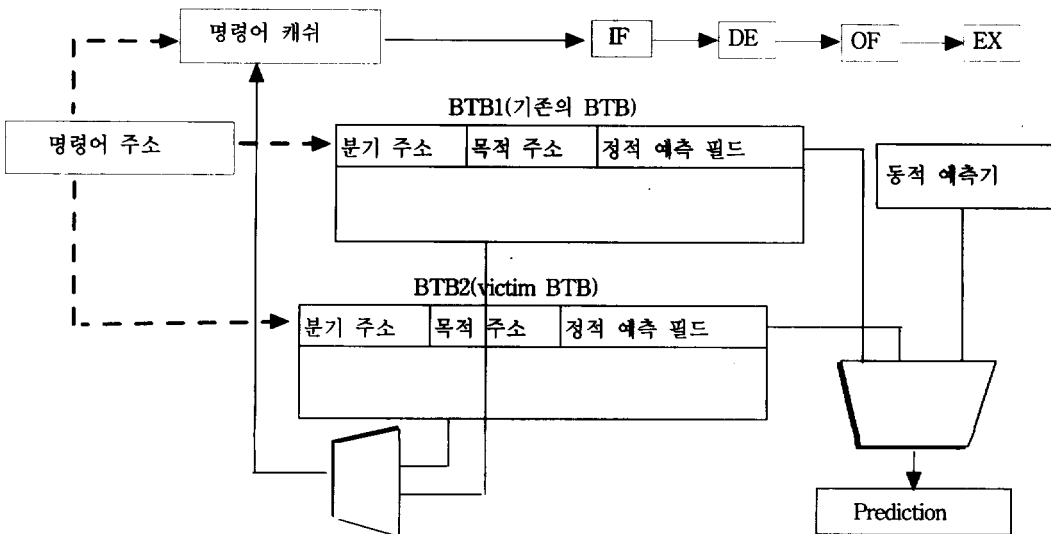 명령어 캐쉬
IF
DE
OF
EX
BTB1(기존의 BTB)
명령어 주소
분기 주소
목적 주소
정적 예측 필드
동적 예측기
BTB2(victim BTB)
분기 주소
목적 주소
정적 예측 필드
Prediction